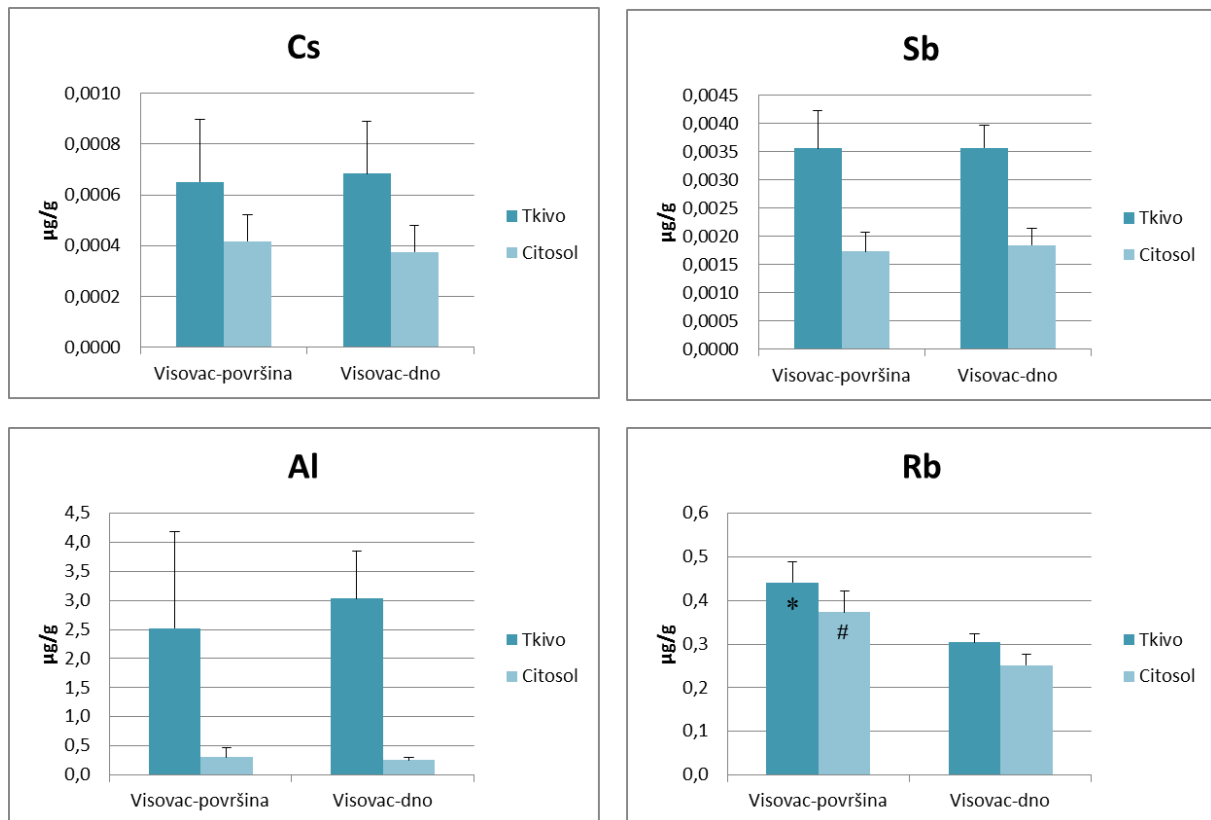 Cs
0,0010
0,0008
0,0006
0,0004
0,0002
0,0000
µg/g
Visovac-površina
Visovac-dno
Tkivo
Citosol
Sb
0,0045
0,0040
0,0035
0,0030
0,0025
0,0020
0,0015
0,0010
0,0005
0,0000
µg/g
Visovac-površina
Visovac-dno
Tkivo
Citosol
Al
4,5
4,0
3,5
3,0
2,5
2,0
1,5
1,0
0,5
0,0
µg/g
Visovac-površina
Visovac-dno
Tkivo
Citosol
Rb
0,6
0,5
0,4
0,3
0,2
0,1
0,0
µg/g
*
#
Visovac-površina
Visovac-dno
Tkivo
Citosol